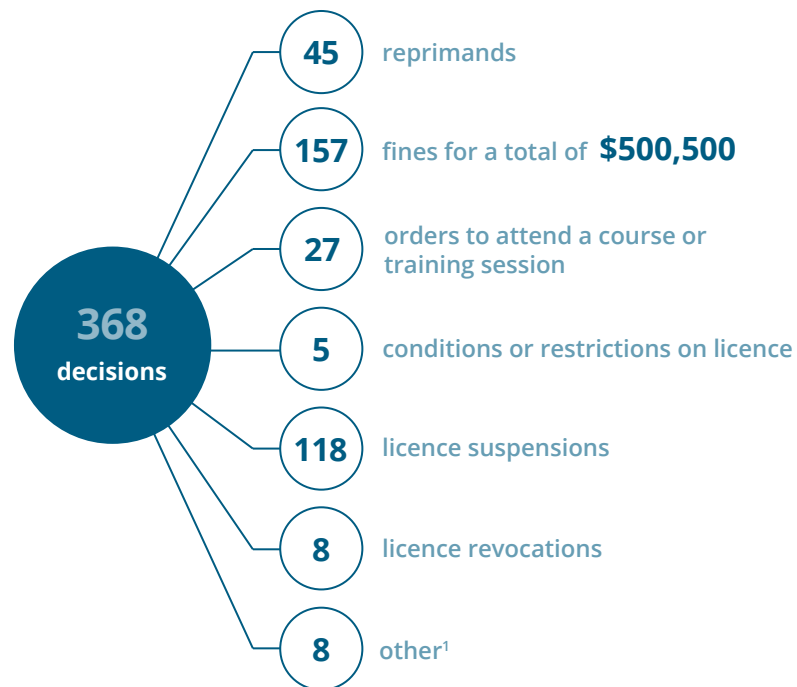 45 reprimands
157 fines for a total of $500,500
27 orders to attend a course or
training session
368
decisions
5 conditions or restrictions on licence
118 licence suspensions
8 licence revocations
8 other¹